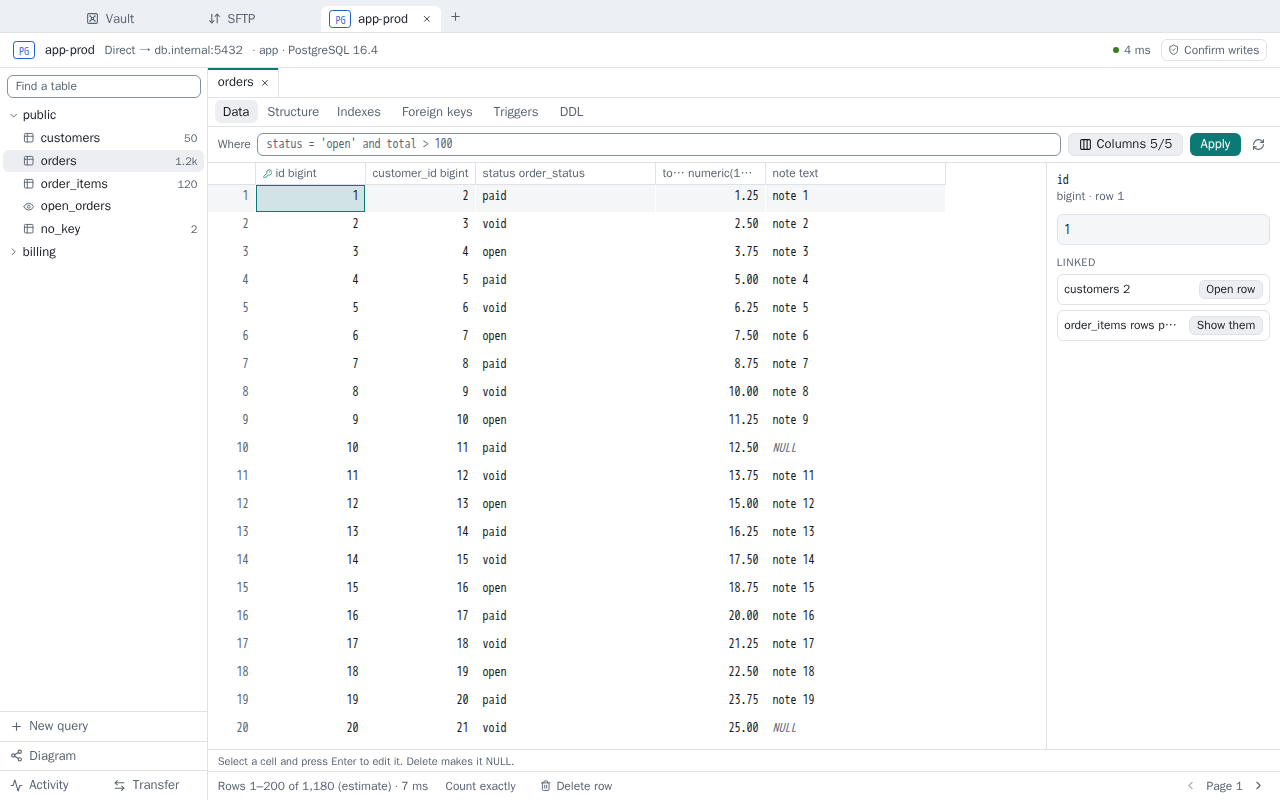 Vault SFTP PG app-prod × +
PG app-prod Direct → db.internal:5432 · app · PostgreSQL 16.4 4 ms Confirm writes
Find a table
public
customers 50
orders 1.2k
order_items 120
open_orders
no_key 2
billing
New query
Diagram
Activity Transfer
orders ×
Data Structure Indexes Foreign keys Triggers DDL
Where status = 'open' and total > 100 Columns 5/5 Apply
id bigint customer_id bigint status order_status to… numeric(1… note text
1 1 2 paid 1.25 note 1
2 2 3 void 2.50 note 2
3 3 4 open 3.75 note 3
4 4 5 paid 5.00 note 4
5 5 6 void 6.25 note 5
6 6 7 open 7.50 note 6
7 7 8 paid 8.75 note 7
8 8 9 void 10.00 note 8
9 9 10 open 11.25 note 9
10 10 11 paid 12.50 NULL
11 11 12 void 13.75 note 11
12 12 13 open 15.00 note 12
13 13 14 paid 16.25 note 13
14 14 15 void 17.50 note 14
15 15 16 open 18.75 note 15
16 16 17 paid 20.00 note 16
17 17 18 void 21.25 note 17
18 18 19 open 22.50 note 18
19 19 20 paid 23.75 note 19
20 20 21 void 25.00 NULL
id
bigint · row 1
1
LINKED
customers 2 Open row
order_items rows p… Show them
Select a cell and press Enter to edit it. Delete makes it NULL.
Rows 1–200 of 1,180 (estimate) · 7 ms Count exactly Delete row Page 1